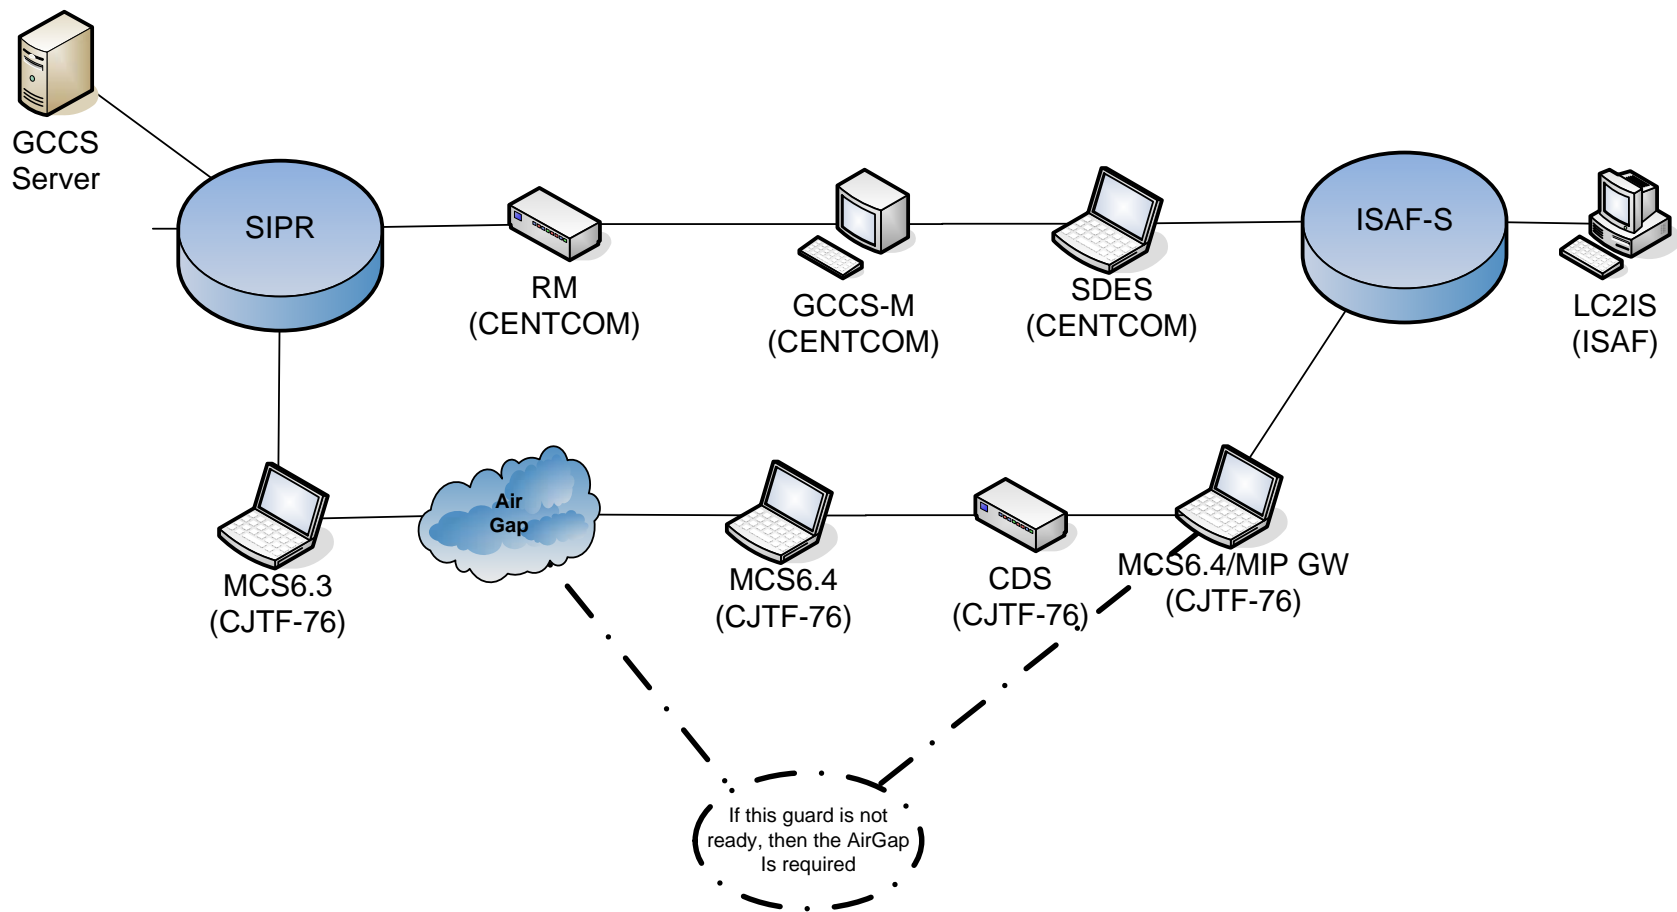 GCCS
Server
SIPR
RM
(CENTCOM)
GCCS-M
(CENTCOM)
SDES
(CENTCOM)
ISAF-S
LC2IS
(ISAF)
MCS6.3
(CJTF-76)
Air
Gap
MCS6.4
(CJTF-76)
CDS
(CJTF-76)
MCS6.4/MIP GW
(CJTF-76)
If this guard is not
ready, then the AirGap
Is required